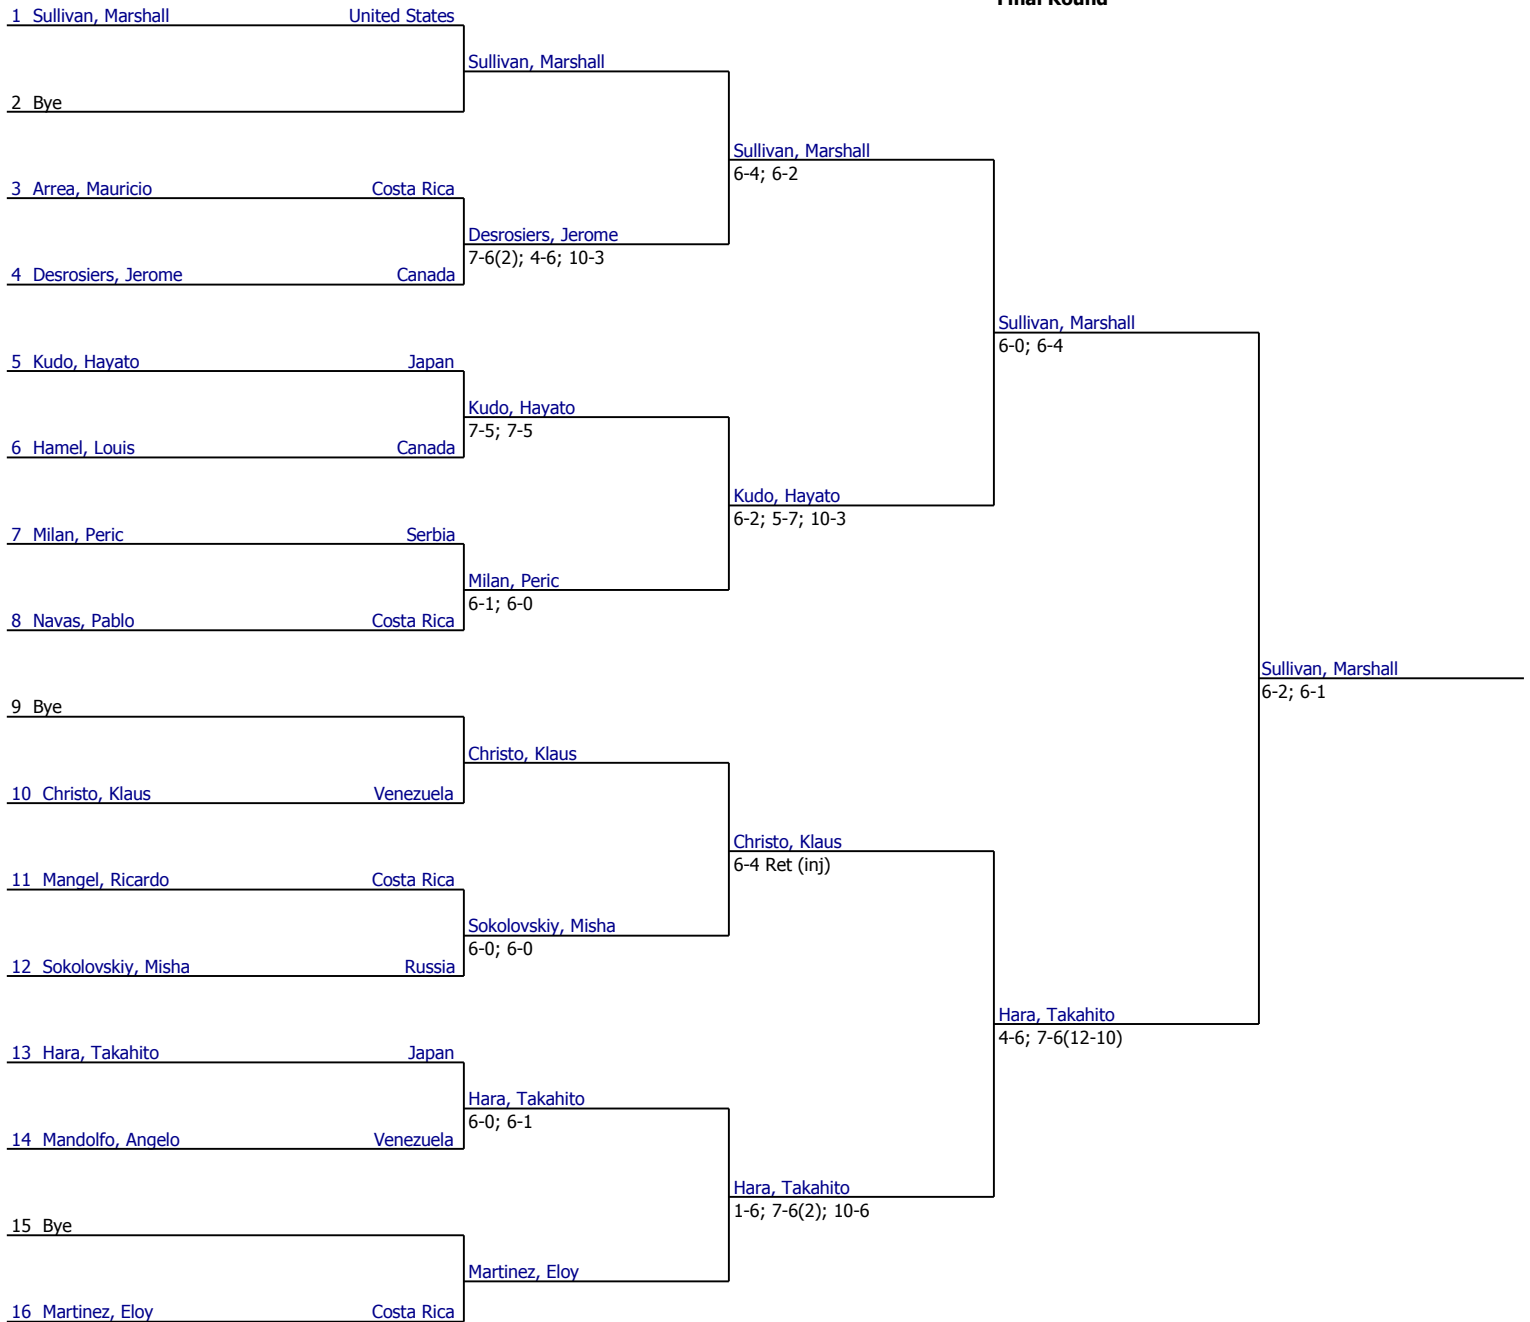 Final Round
1 Sullivan, Marshall United States
Sullivan, Marshall
2 Bye
Sullivan, Marshall
6-4; 6-2
3 Arrea, Mauricio Costa Rica
Desrosiers, Jerome
7-6(2); 4-6; 10-3
4 Desrosiers, Jerome Canada
Sullivan, Marshall
6-0; 6-4
5 Kudo, Hayato Japan
Kudo, Hayato
7-5; 7-5
6 Hamel, Louis Canada
Kudo, Hayato
6-2; 5-7; 10-3
7 Milan, Peric Serbia
Milan, Peric
6-1; 6-0
8 Navas, Pablo Costa Rica
Sullivan, Marshall
6-2; 6-1
9 Bye
Christo, Klaus
10 Christo, Klaus Venezuela
Christo, Klaus
6-4 Ret (inj)
11 Mangel, Ricardo Costa Rica
Sokolovskiy, Misha
6-0; 6-0
12 Sokolovskiy, Misha Russia
Hara, Takahito
4-6; 7-6(12-10)
13 Hara, Takahito Japan
Hara, Takahito
6-0; 6-1
14 Mandolfo, Angelo Venezuela
Hara, Takahito
1-6; 7-6(2); 10-6
15 Bye
Martinez, Eloy
16 Martinez, Eloy Costa Rica